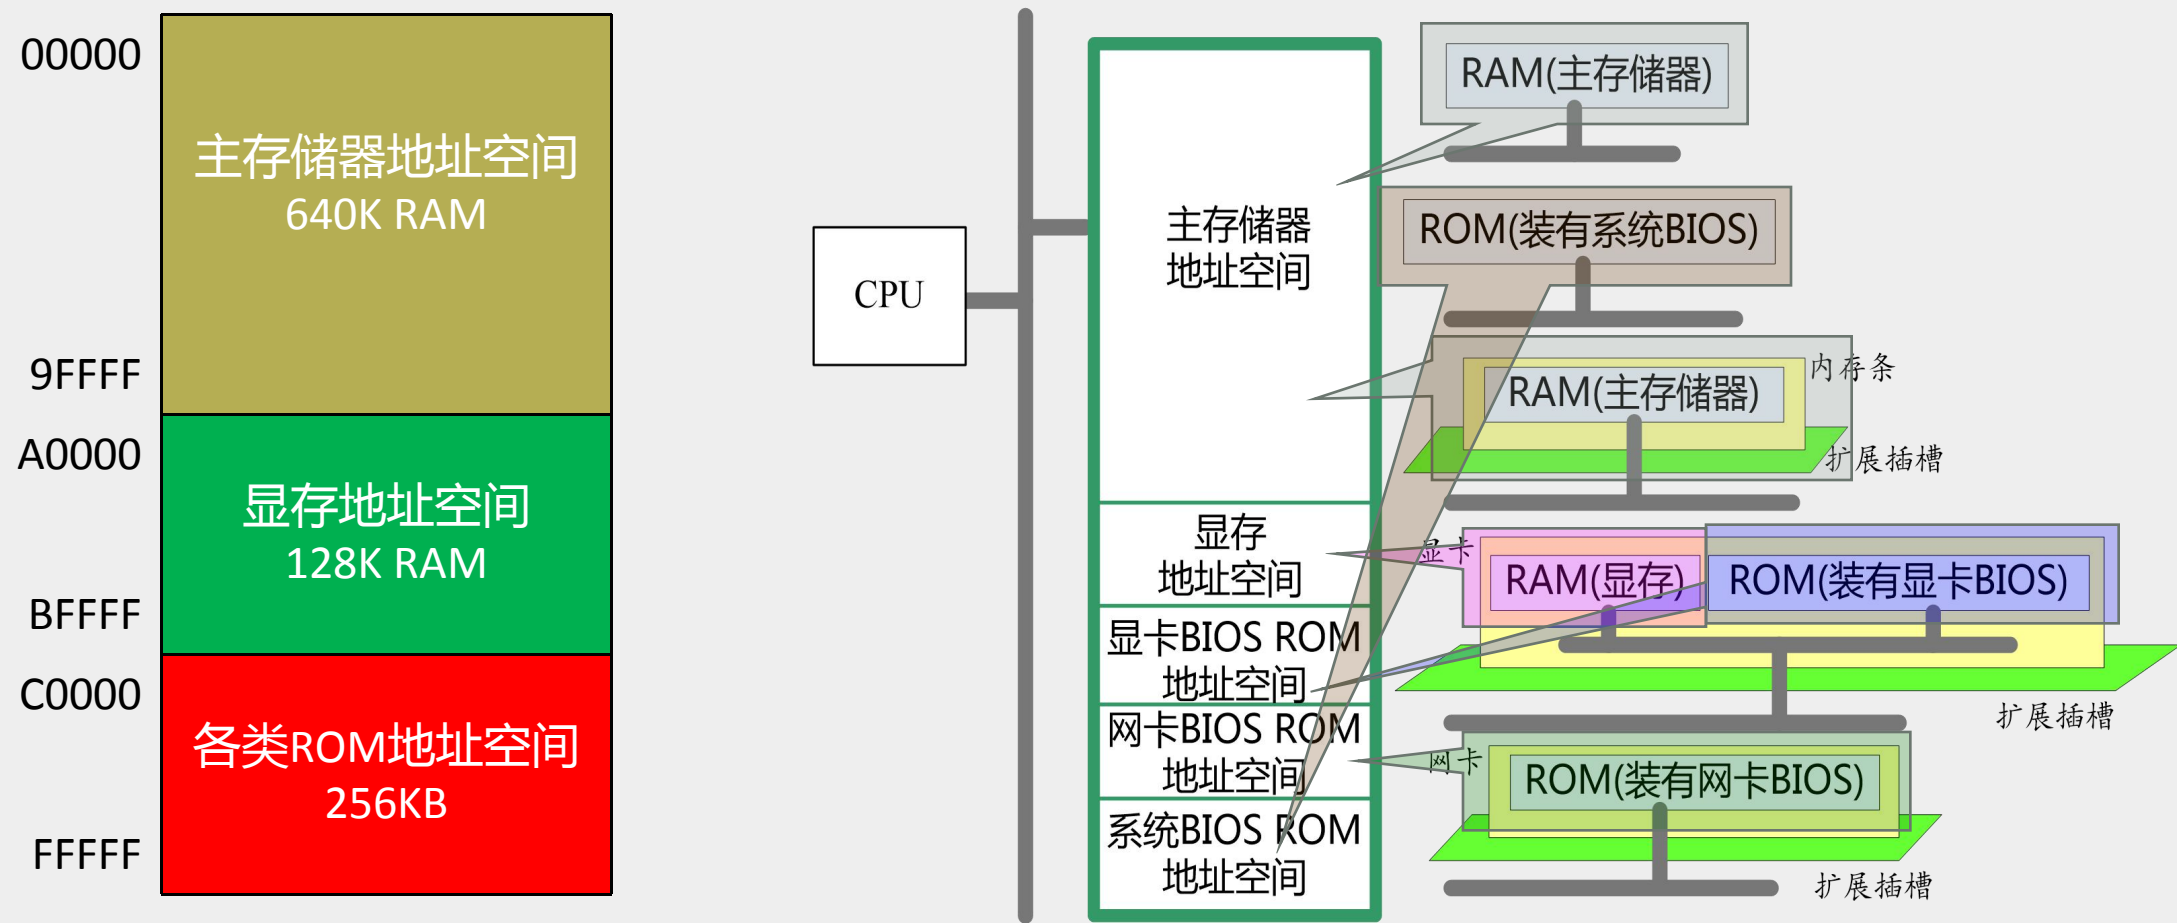 00000
主存储器地址空间
640K RAM
9FFFF
A0000
显存地址空间
128K RAM
BFFFF
C0000
各类ROM地址空间
256KB
FFFFF
CPU
主存储器
地址空间
显存
地址空间
显卡BIOS ROM
地址空间
网卡BIOS ROM
地址空间
系统BIOS ROM
地址空间
RAM(主存储器)
ROM(装有系统BIOS)
内存条
RAM(主存储器)
扩展插槽
显卡
RAM(显存)
ROM(装有显卡BIOS)
扩展插槽
网卡
ROM(装有网卡BIOS)
扩展插槽